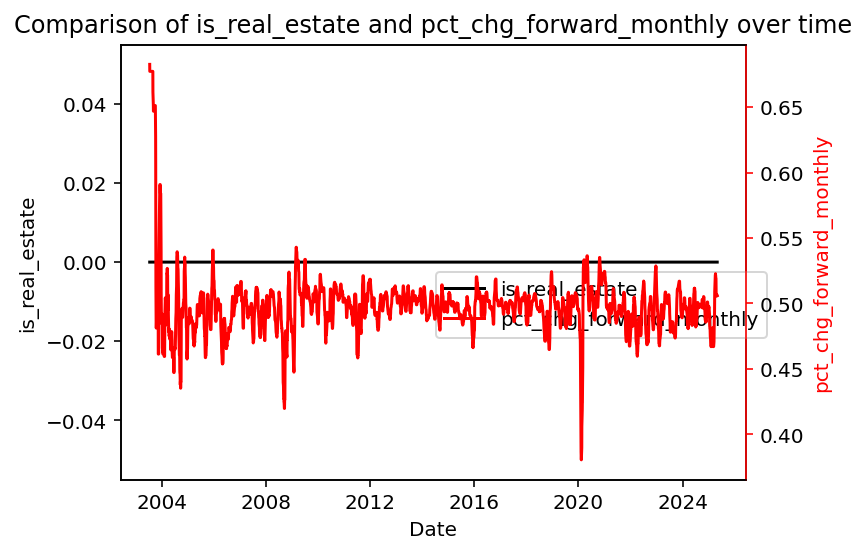 Comparison of is_real_estate and pct_chg_forward_monthly over time
0.04
0.02
0.00
−0.02
−0.04
is_real_estate
0.65
0.60
0.55
0.50
0.45
0.40
pct_chg_forward_monthly
is_real_estate
pct_chg_forward_monthly
2004 2008 2012 2016 2020 2024
Date